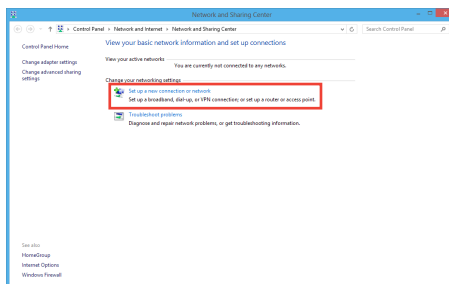 Network and Sharing Center
Control Panel › Network and Internet › Network and Sharing Center
Search Control Panel
Control Panel Home
Change adapter settings
Change advanced sharing
settings
View your basic network information and set up connections
View your active networks
You are currently not connected to any networks.
Change your networking settings
Set up a new connection or network
Set up a broadband, dial-up, or VPN connection; or set up a router or access point.
Troubleshoot problems
Diagnose and repair network problems, or get troubleshooting information.
See also
HomeGroup
Internet Options
Windows Firewall